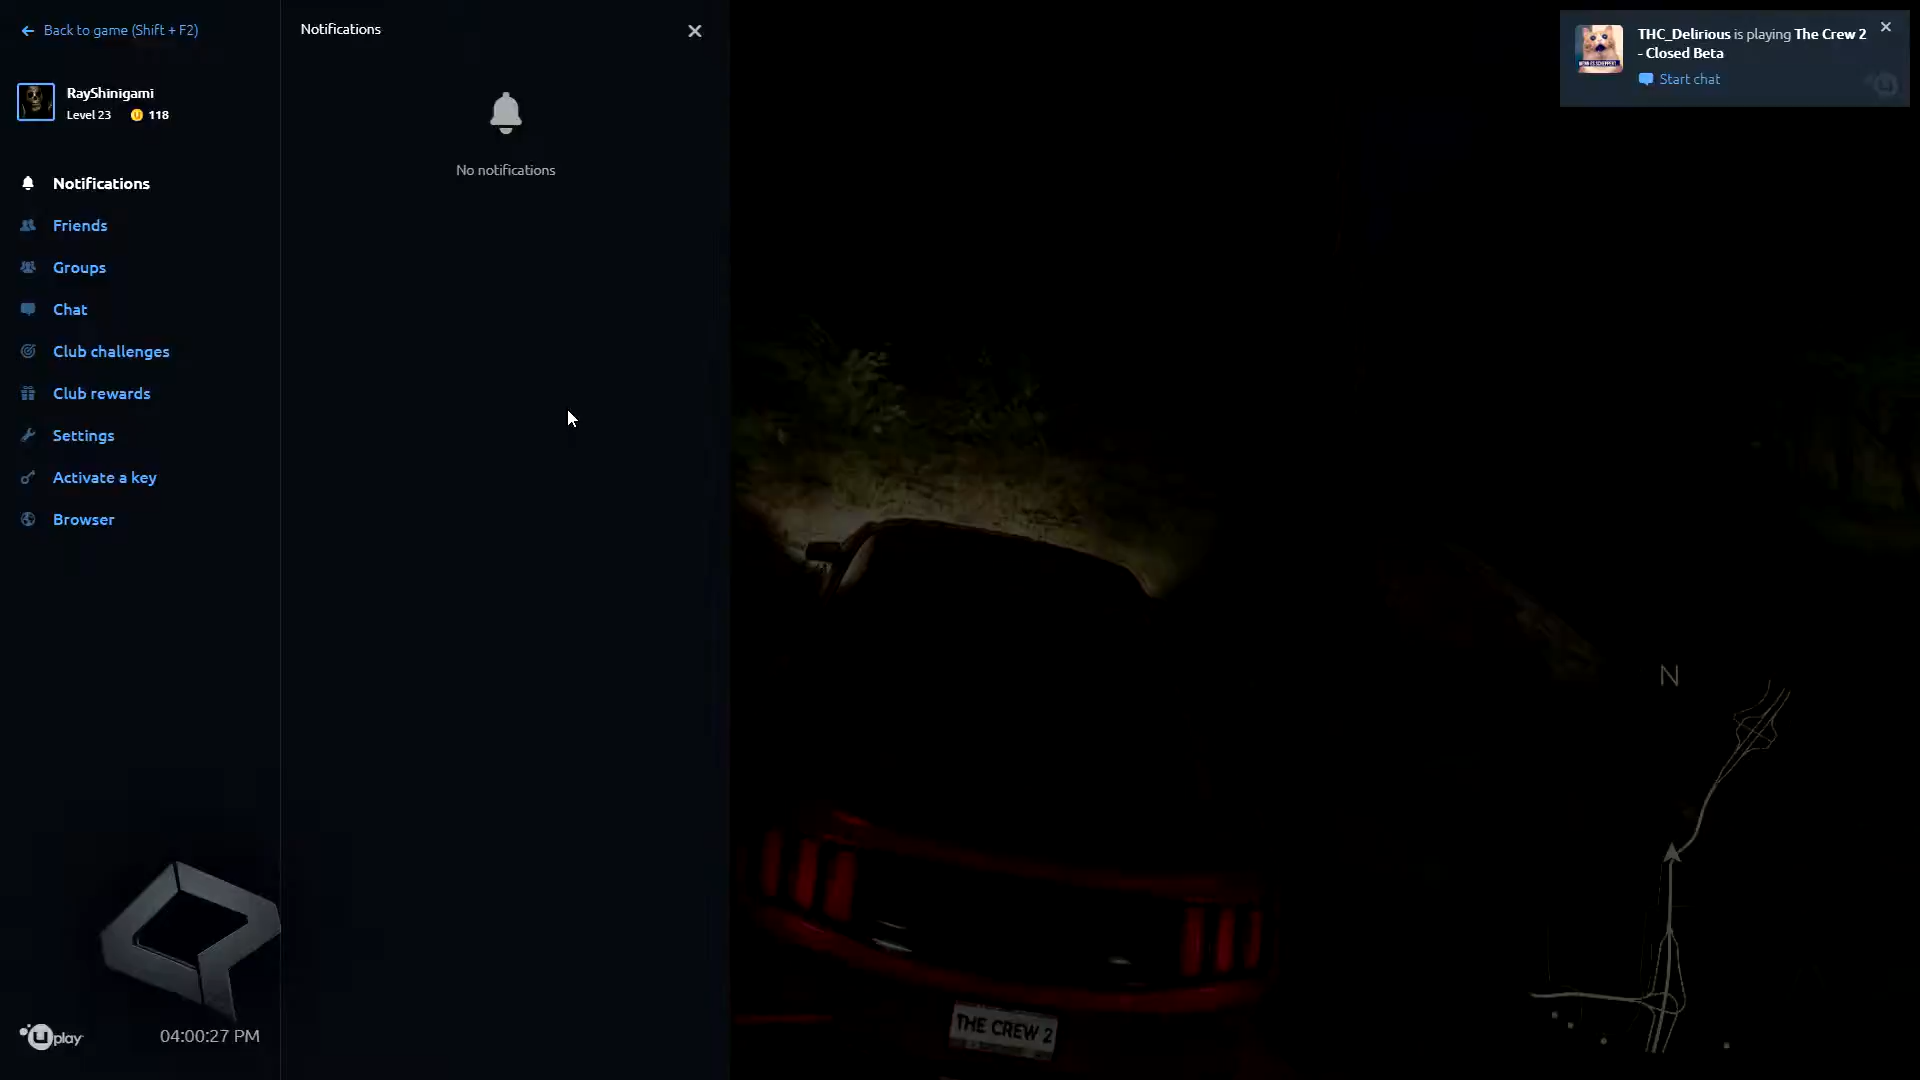 Back to game (Shift + F2)
RayShinigami
Level 23
118
Notifications
Friends
Groups
Chat
Club challenges
Club rewards
Settings
Activate a key
Browser
uplay
04:00:27 PM
Notifications
No notifications
THC_Delirious is playing The Crew 2
- Closed Beta
Start chat
N
THE CREW 2